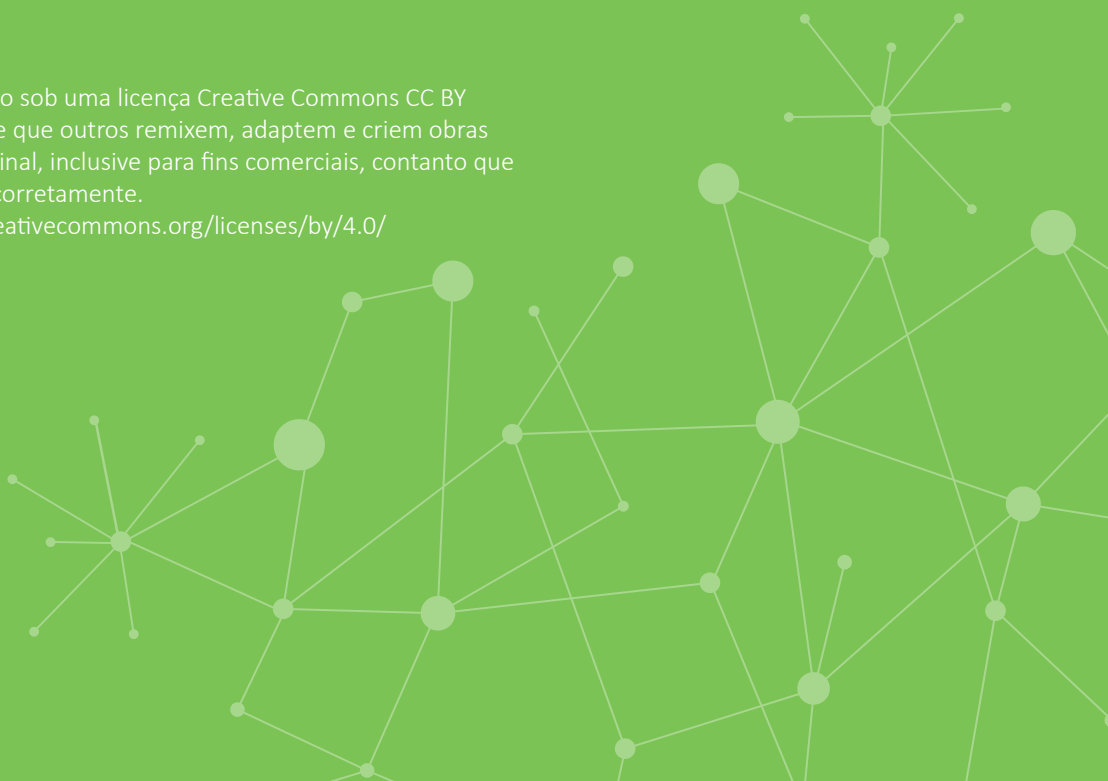 o sob uma licença Creative Commons CC BY
e que outros remixem, adaptem e criem obras
inal, inclusive para fins comerciais, contanto que
corretamente.
eativecommons.org/licenses/by/4.0/